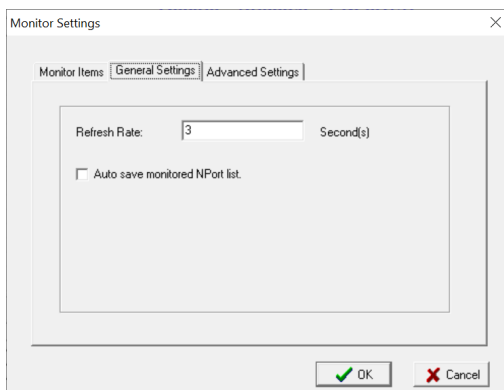 Monitor Settings
Monitor Items General Settings Advanced Settings
Refresh Rate: 3 Second(s)
Auto save monitored NPort list.
OK Cancel